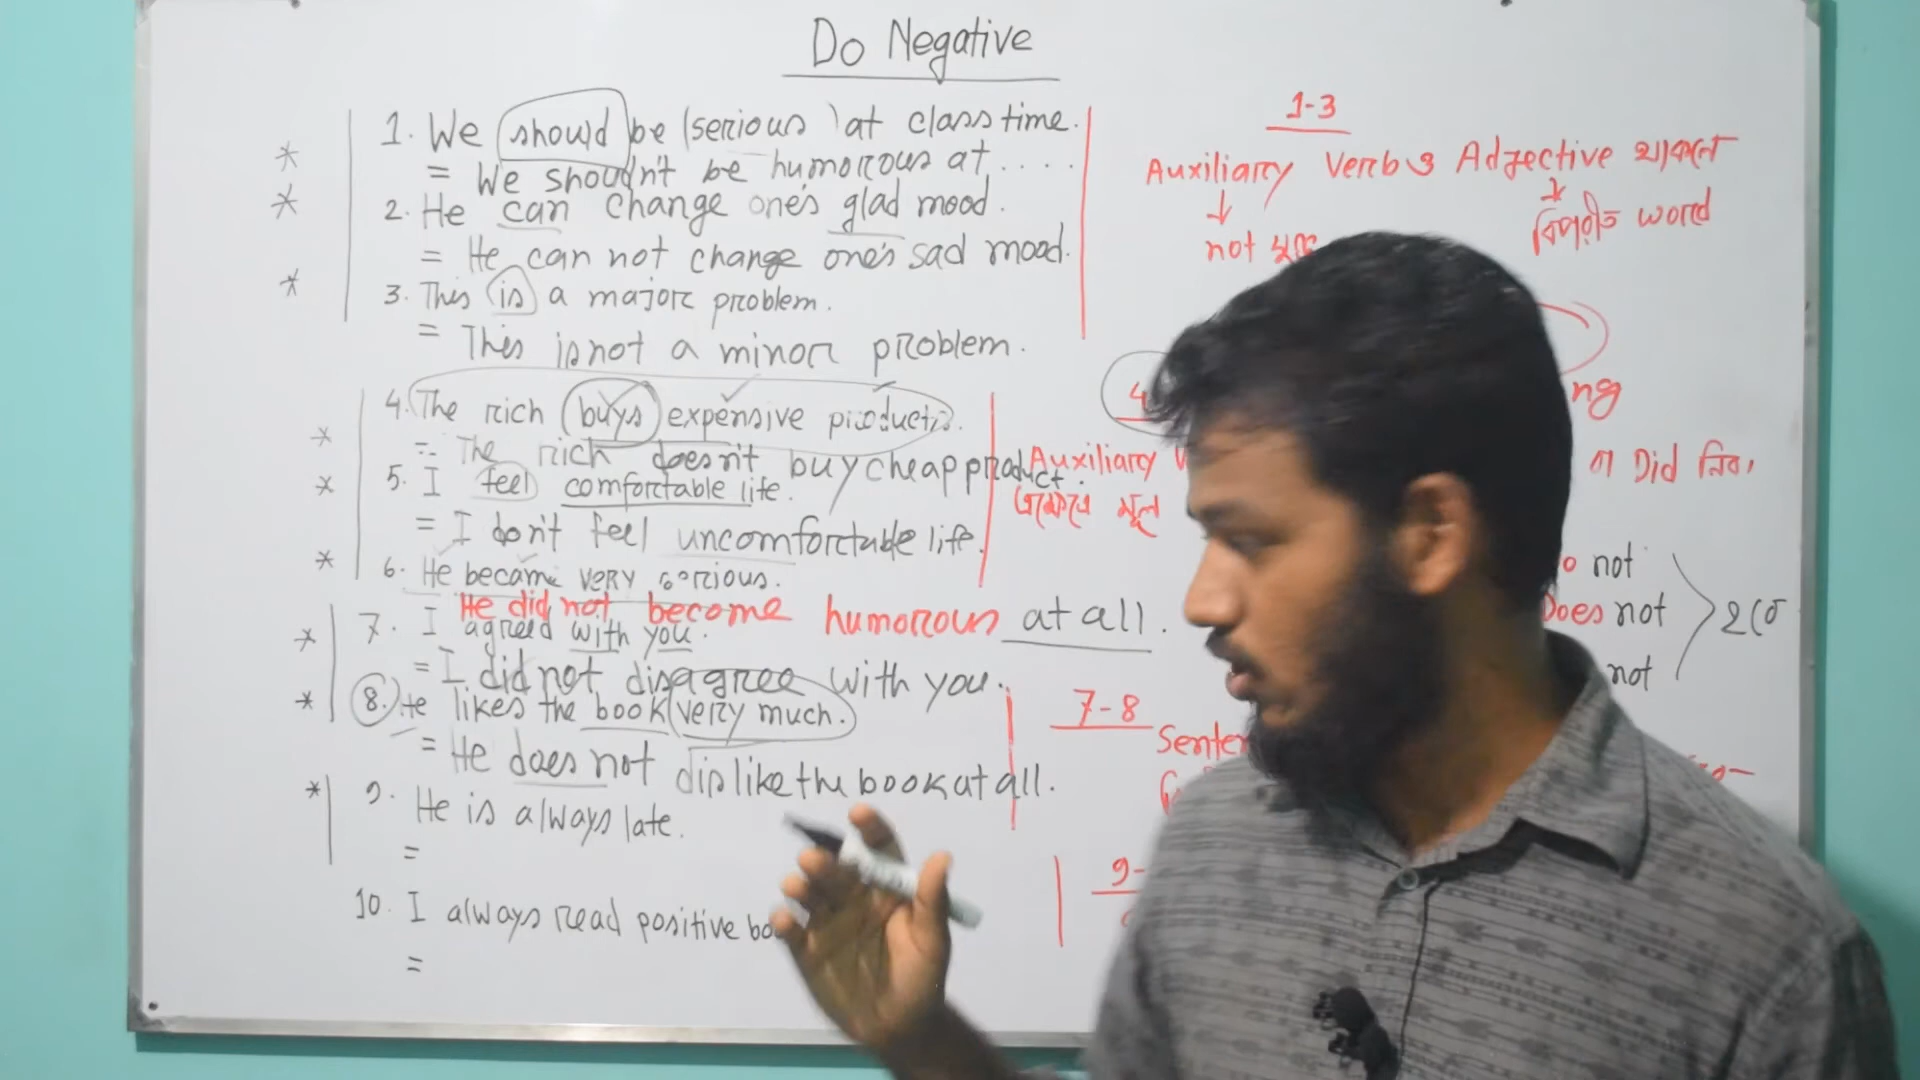 Do Negative
1. We should be (serious) at class time.
= We shouldn't be humorous at ....
2. He can change one's glad mood.
= He can not change one's sad mood.
3. This is a major problem.
= This is not a minor problem.
4. The rich buys expensive products.
= The rich doesn't buy cheap product.
5. I feel comfortable life.
= I don't feel uncomfortable life.
6. He became very serious.
He did not become humorous at all.
7. I agreed with you.
= I did not disagree with you.
8. He likes the book very much.
= He does not dislike the book at all.
9. He is always late.
=
10. I always read positive
=
1-3
Auxiliary Verb ও Adjective থাকলে
not
বিপরীত word
4
ng
Auxiliary
Did নিব।
মূল
not
Does not
not
7-8
9-